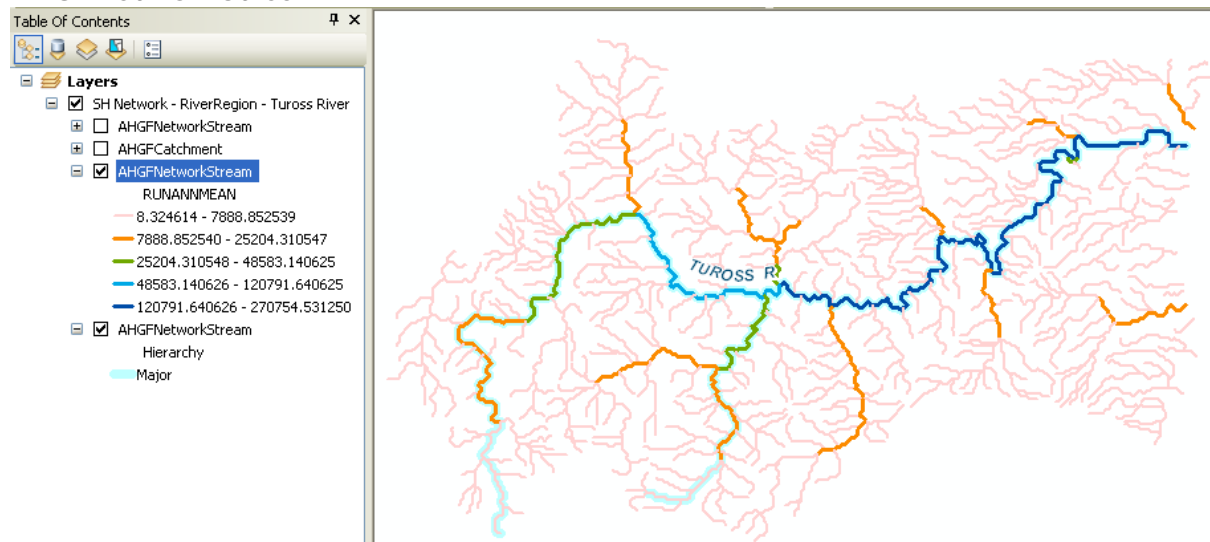 Table Of Contents
Layers
SH Network - RiverRegion - Tuross River
AHGFNetworkStream
AHGFCatchment
AHGFNetworkStream
RUNANNMEAN
8.324614 - 7888.852539
7888.852540 - 25204.310547
25204.310548 - 48583.140625
48583.140626 - 120791.640625
120791.640626 - 270754.531250
AHGFNetworkStream
Hierarchy
Major
TUROSS R